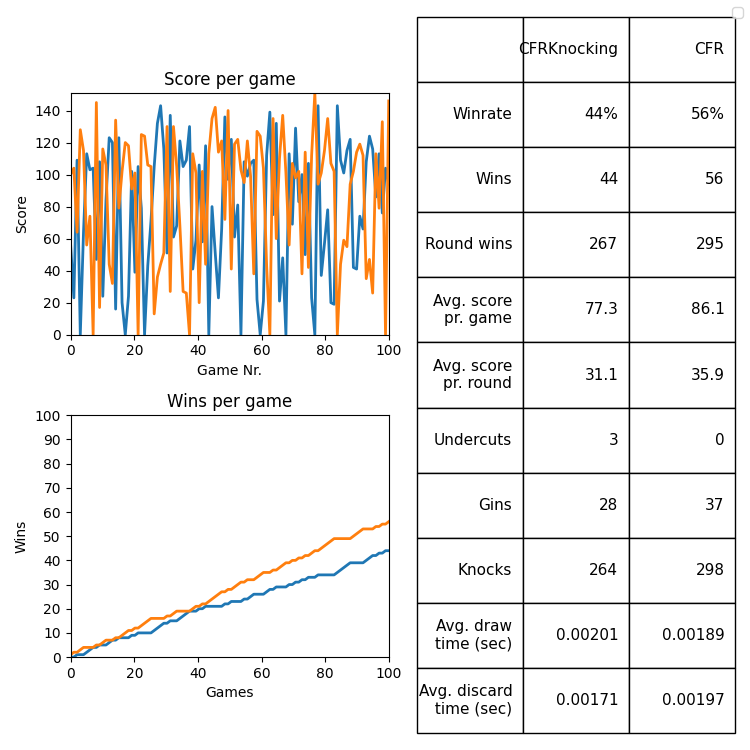 Score per game
140
120
100
80
60
40
20
0
Score
0 20 40 60 80 100
Game Nr.
Wins per game
100
90
80
70
60
50
40
30
20
10
0
Wins
0 20 40 60 80 100
Games
CFRKnocking CFR
Winrate 44% 56%
Wins 44 56
Round wins 267 295
Avg. score
pr. game 77.3 86.1
Avg. score
pr. round 31.1 35.9
Undercuts 3 0
Gins 28 37
Knocks 264 298
Avg. draw
time (sec) 0.00201 0.00189
Avg. discard
time (sec) 0.00171 0.00197